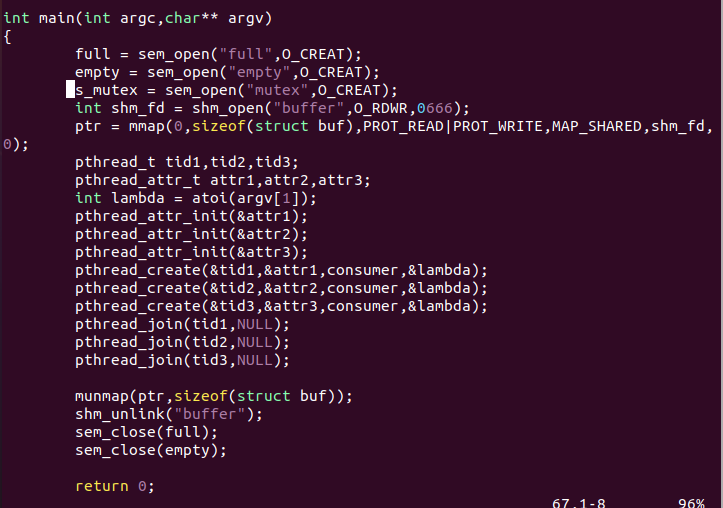 int main(int argc,char** argv)
{
        full = sem_open("full",O_CREAT);
        empty = sem_open("empty",O_CREAT);
        s_mutex = sem_open("mutex",O_CREAT);
        int shm_fd = shm_open("buffer",O_RDWR,0666);
        ptr = mmap(0,sizeof(struct buf),PROT_READ|PROT_WRITE,MAP_SHARED,shm_fd,
0);
        pthread_t tid1,tid2,tid3;
        pthread_attr_t attr1,attr2,attr3;
        int lambda = atoi(argv[1]);
        pthread_attr_init(&attr1);
        pthread_attr_init(&attr2);
        pthread_attr_init(&attr3);
        pthread_create(&tid1,&attr1,consumer,&lambda);
        pthread_create(&tid2,&attr2,consumer,&lambda);
        pthread_create(&tid3,&attr3,consumer,&lambda);
        pthread_join(tid1,NULL);
        pthread_join(tid2,NULL);
        pthread_join(tid3,NULL);

        munmap(ptr,sizeof(struct buf));
        shm_unlink("buffer");
        sem_close(full);
        sem_close(empty);

        return 0;
67,1-8 96%